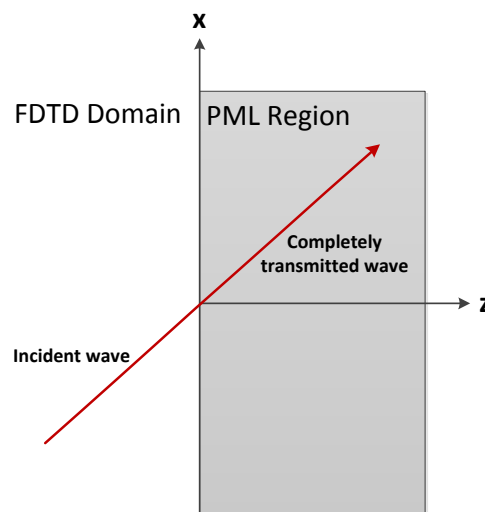 x
FDTD Domain
PML Region
Completely
transmitted wave
z
Incident wave